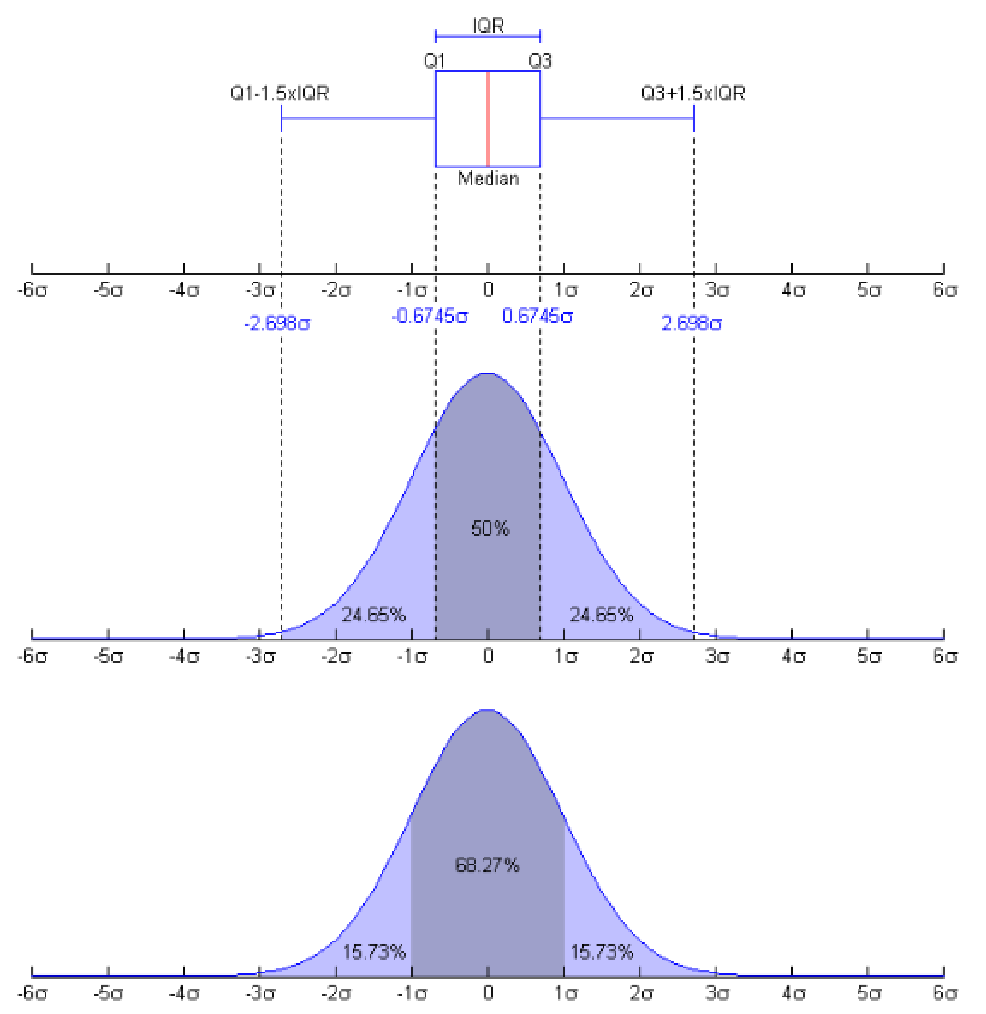 IQR
Q1 Q3
Q1-1.5xIQR Q3+1.5xIQR
Median
-6σ -5σ -4σ -3σ -2σ -1σ 0 1σ 2σ 3σ 4σ 5σ 6σ
-2.698σ -0.6745σ 0.6745σ 2.698σ
50%
24.65% 24.65%
-6σ -5σ -4σ -3σ -2σ -1σ 0 1σ 2σ 3σ 4σ 5σ 6σ
68.27%
15.73% 15.73%
-6σ -5σ -4σ -3σ -2σ -1σ 0 1σ 2σ 3σ 4σ 5σ 6σ